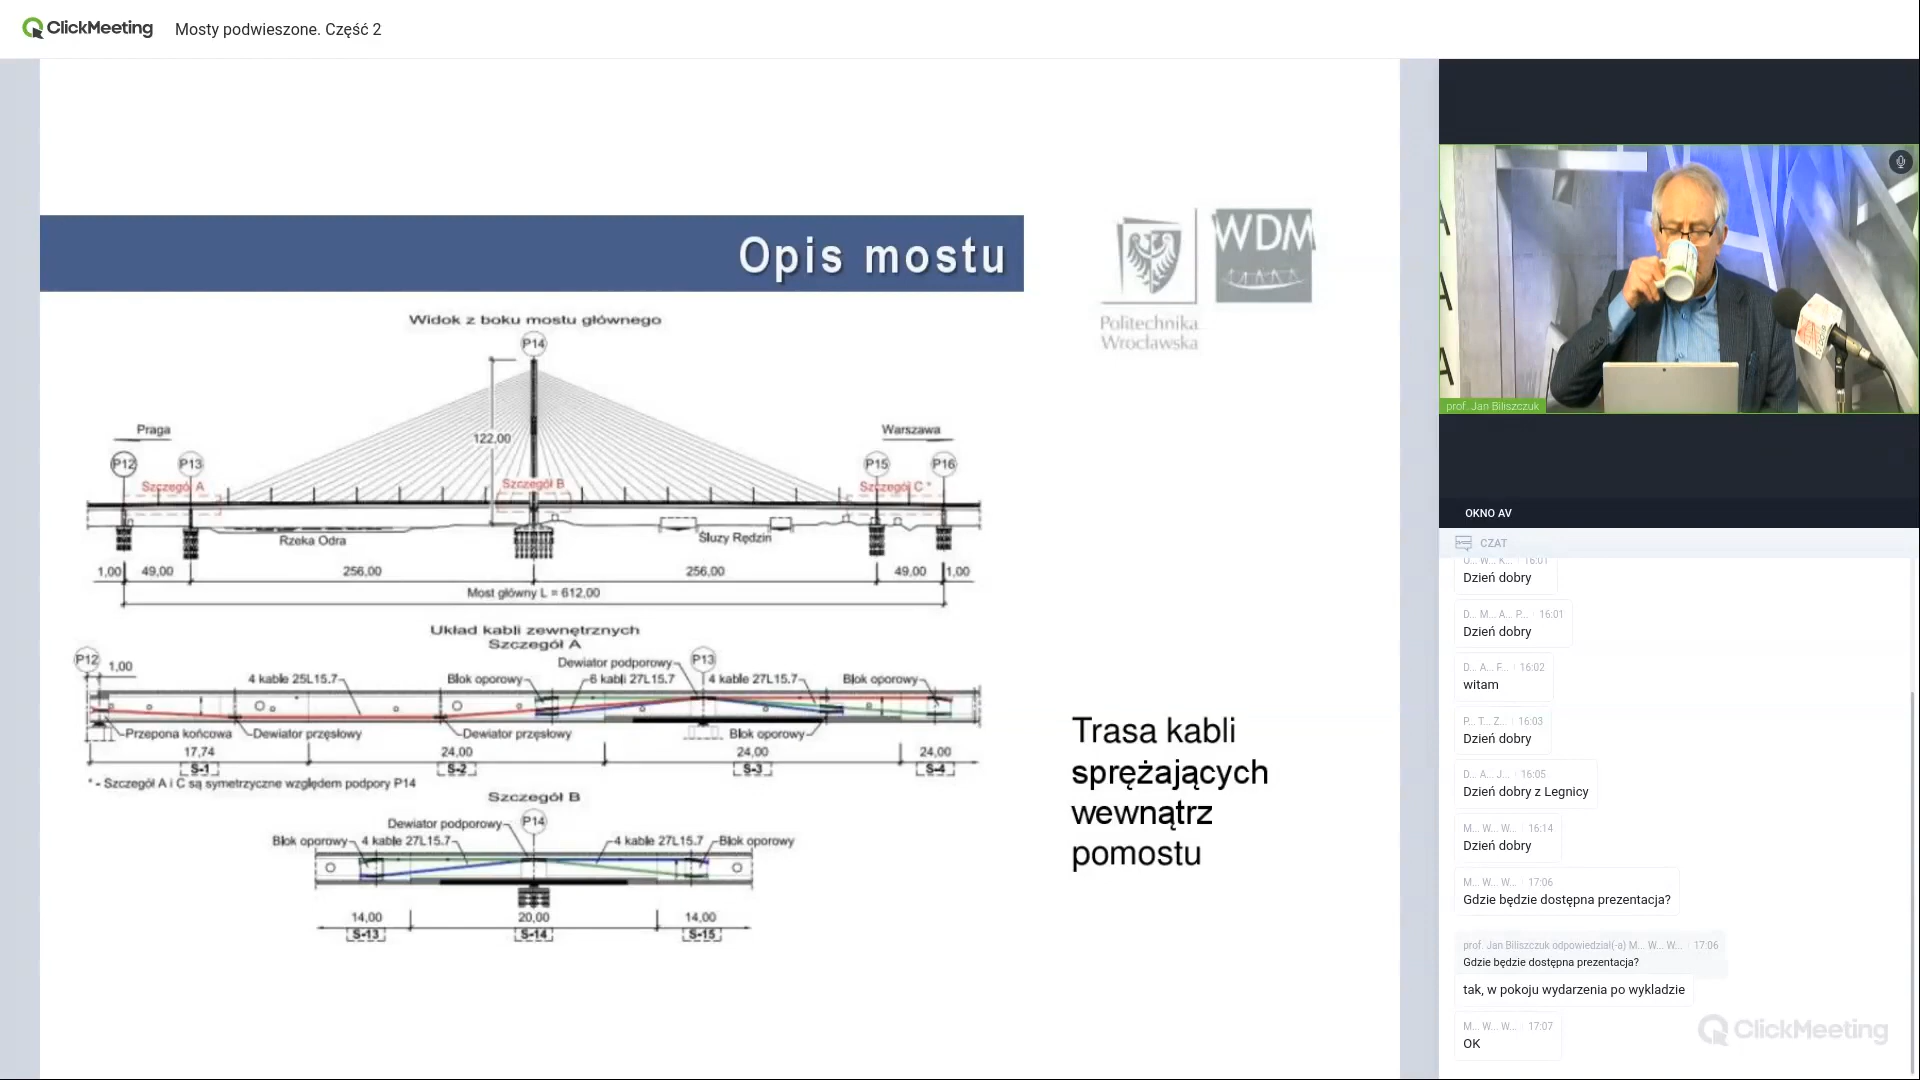 ClickMeeting
Mosty podwieszone. Część 2
Opis mostu
WDM
Politechnika
Wrocławska
Widok z boku mostu głównego
P14
122,00
Praga
Warszawa
P12
P13
P15
P16
Szczegół A
Szczegół B
Szczegół C *
Rzeka Odra
Śluzy Rędzin
1,00
49,00
256,00
256,00
49,00
1,00
Most główny L = 612,00
Układ kabli zewnętrznych
Szczegół A
P12
1,00
Dewiator podporowy
P13
4 kable 25L15.7
Blok oporowy
6 kabli 27L15.7
4 kable 27L15.7
Blok oporowy
Przepona końcowa
Dewiator przęsłowy
Dewiator przęsłowy
Blok oporowy
17,74
24,00
24,00
24,00
S-1
S-2
S-3
S-4
* - Szczegół A i C są symetrzyczne względem podpory P14
Szczegół B
Dewiator podporowy
P14
Blok oporowy
4 kable 27L15.7
4 kable 27L15.7
Blok oporowy
14,00
20,00
14,00
S-13
S-14
S-15
Trasa kabli
sprężających
wewnątrz
pomostu
prof. Jan Biliszczuk
OKNO AV
CZAT
U... W... K... 16:01
Dzień dobry
D... M... A... P... 16:01
Dzień dobry
D... A... F... 16:02
witam
P... T... Z... 16:03
Dzień dobry
D... A... J... 16:05
Dzień dobry z Legnicy
M... W... W... 16:14
Dzień dobry
M... W... W... 17:06
Gdzie będzie dostępna prezentacja?
prof. Jan Biliszczuk odpowiedział(-a) M... W... W... 17:06
Gdzie będzie dostępna prezentacja?
tak, w pokoju wydarzenia po wykladzie
M... W... W... 17:07
OK
ClickMeeting